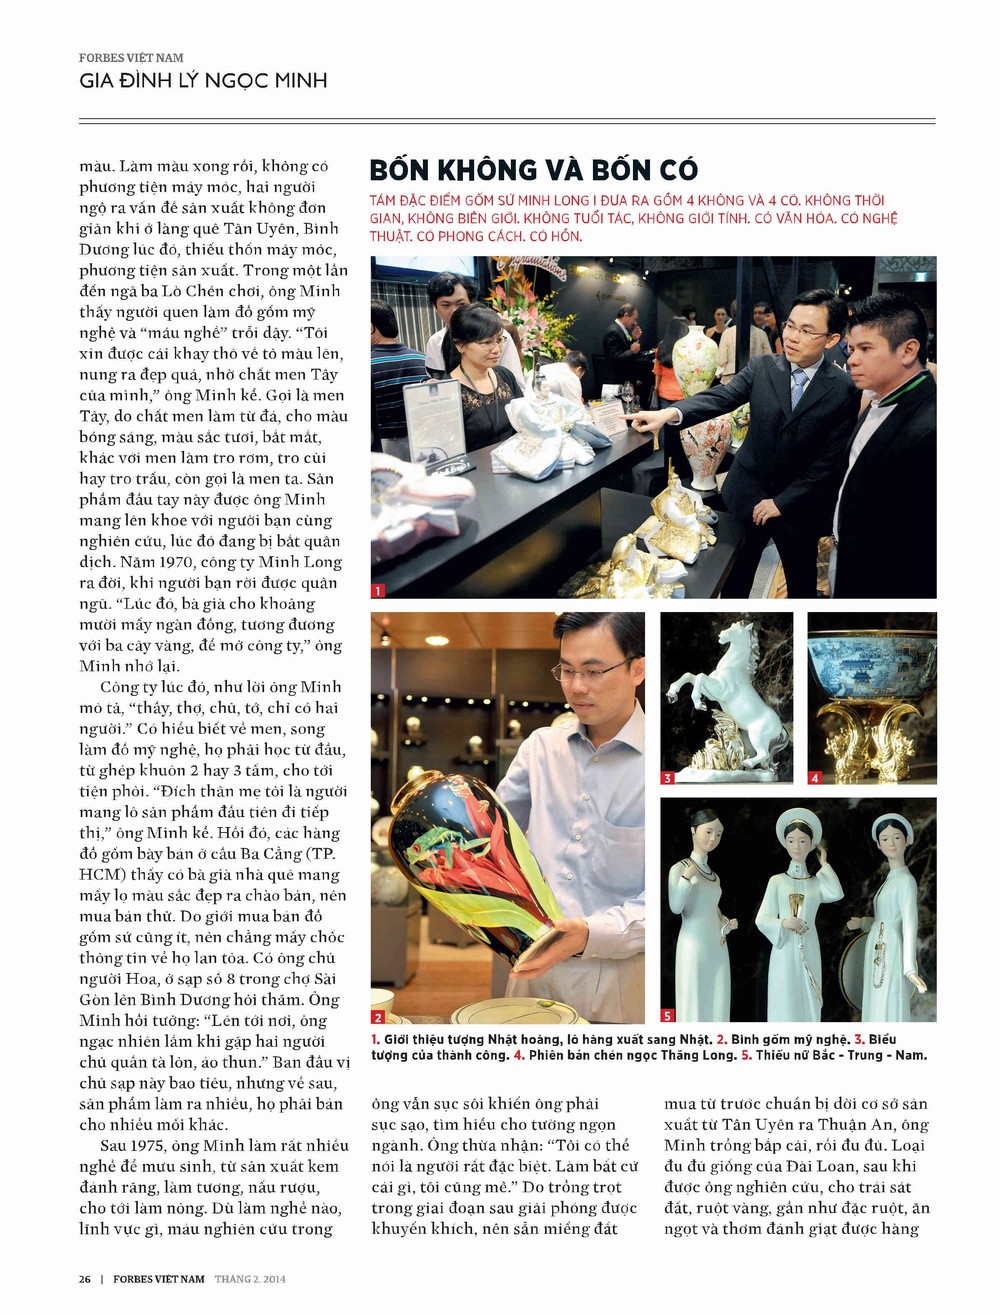 FORBES VIỆT NAM
GIA ĐÌNH LÝ NGỌC MINH
màu. Làm màu xong rồi, không có
phương tiện máy móc, hai người
ngộ ra vấn đề sản xuất không đơn
giản khi ở làng quê Tân Uyên, Bình
Dương lúc đó, thiếu thốn máy móc,
phương tiện sản xuất. Trong một lần
đến ngã ba Lò Chén chơi, ông Minh
thấy người quen làm đồ gốm mỹ
nghệ và “máu nghề” trỗi dậy. “Tôi
xin được cái khay thô về tô màu lên,
nung ra đẹp quá, nhờ chất men Tây
của mình,” ông Minh kể. Gọi là men
Tây, do chất men làm từ đá, cho màu
bóng sáng, màu sắc tươi, bắt mắt,
khác với men làm tro rơm, tro củi
hay tro trấu, còn gọi là men ta. Sản
phẩm đầu tay này được ông Minh
mang lên khoe với người bạn cùng
nghiên cứu, lúc đó đang bị bắt quân
dịch. Năm 1970, công ty Minh Long
ra đời, khi người bạn rời được quân
ngũ. “Lúc đó, bà già cho khoảng
mười mấy ngàn đồng, tương đương
với ba cây vàng, để mở công ty,” ông
Minh nhớ lại.
Công ty lúc đó, như lời ông Minh
mô tả, “thầy, thợ, chủ, tớ, chỉ có hai
người.” Có hiểu biết về men, song
làm đồ mỹ nghệ, họ phải học từ đầu,
từ ghép khuôn 2 hay 3 tấm, cho tới
tiện phôi. “Đích thân mẹ tôi là người
mang lô sản phẩm đầu tiên đi tiếp
thị,” ông Minh kể. Hồi đó, các hàng
đồ gốm bày bán ở cầu Ba Cẳng (TP.
HCM) thấy có bà già nhà quê mang
mấy lọ màu sắc đẹp ra chào bán, nên
mua bán thử. Do giới mua bán đồ
gốm sứ cũng ít, nên chẳng mấy chốc
thông tin về họ lan tỏa. Có ông chủ
người Hoa, ở sạp số 8 trong chợ Sài
Gòn lên Bình Dương hỏi thăm. Ông
Minh hồi tưởng: “Lên tới nơi, ông
ngạc nhiên lắm khi gặp hai người
chủ quần tà lỏn, áo thun.” Ban đầu vị
chủ sạp này bao tiêu, nhưng về sau,
sản phẩm làm ra nhiều, họ phải bán
cho nhiều mối khác.
Sau 1975, ông Minh làm rất nhiều
nghề để mưu sinh, từ sản xuất kem
đánh răng, làm tương, nấu rượu,
cho tới làm nông. Dù làm nghề nào,
lĩnh vực gì, máu nghiên cứu trong
BỐN KHÔNG VÀ BỐN CÓ
TÁM ĐẶC ĐIỂM GỐM SỨ MINH LONG I ĐƯA RA GỒM 4 KHÔNG VÀ 4 CÓ. KHÔNG THỜI
GIAN, KHÔNG BIÊN GIỚI. KHÔNG TUỔI TÁC, KHÔNG GIỚI TÍNH. CÓ VĂN HÓA. CÓ NGHỆ
THUẬT. CÓ PHONG CÁCH. CÓ HỒN.
1
2
3
4
5
1. Giới thiệu tượng Nhật hoàng, lô hàng xuất sang Nhật. 2. Bình gốm mỹ nghệ. 3. Biểu
tượng của thành công. 4. Phiên bản chén ngọc Thăng Long. 5. Thiếu nữ Bắc - Trung - Nam.
ông vẫn sục sôi khiến ông phải
sục sạo, tìm hiểu cho tường ngọn
ngành. Ông thừa nhận: “Tôi có thể
nói là người rất đặc biệt. Làm bất cứ
cái gì, tôi cũng mê.” Do trồng trọt
trong giai đoạn sau giải phóng được
khuyến khích, nên sẵn miếng đất
mua từ trước chuẩn bị dời cơ sở sản
xuất từ Tân Uyên ra Thuận An, ông
Minh trồng bắp cải, rồi đu đủ. Loại
đu đủ giống của Đài Loan, sau khi
được ông nghiên cứu, cho trái sát
đất, ruột vàng, gần như đặc ruột, ăn
ngọt và thơm đánh giạt được hàng
26 | FORBES VIỆT NAM THÁNG 2. 2014